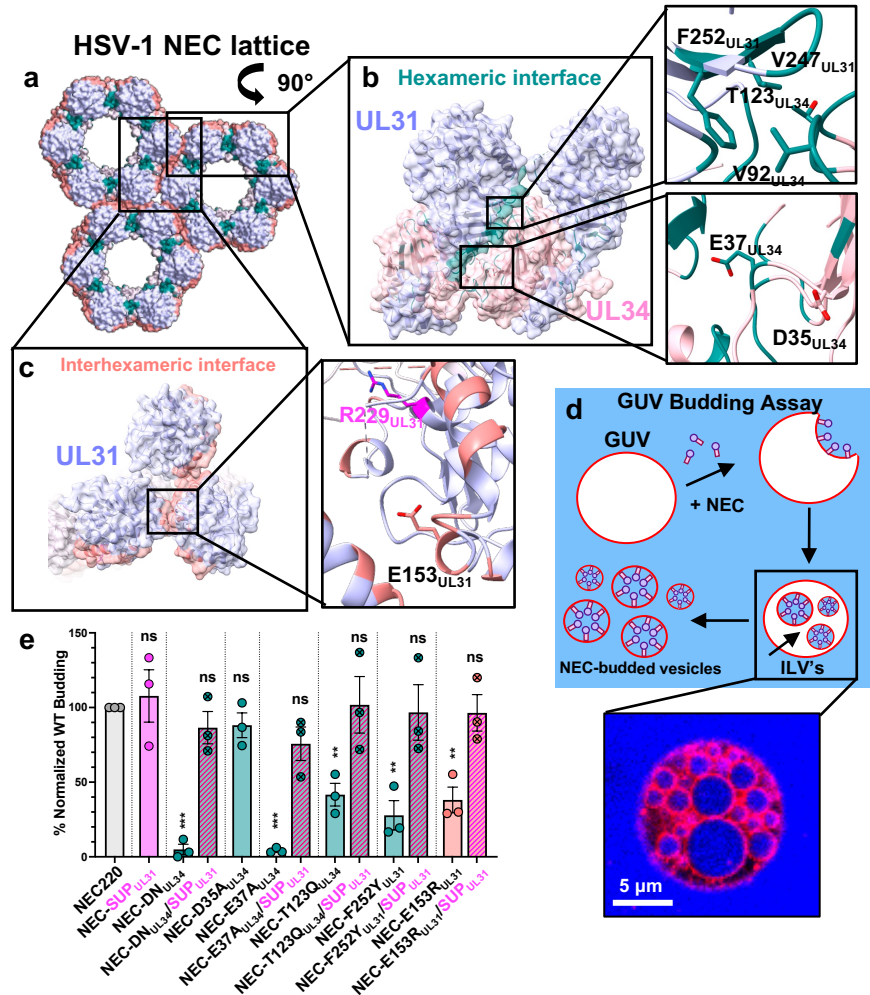 HSV-1 NEC lattice
a
90°
b
Hexameric interface
UL31
UL34
F252UL31
V247UL31
T123UL34
V92UL34
E37UL34
D35UL34
c
Interhexameric interface
UL31
R229UL31
E153UL31
d
GUV Budding Assay
GUV
+ NEC
NEC-budded vesicles
ILV's
5 µm
e
% Normalized WT Budding
150
100
50
0
ns
***
ns
ns
***
ns
**
ns
**
ns
**
ns
NEC220
NEC-SUPUL31
NEC-DNUL34
NEC-DNUL34/SUPUL31
NEC-D35AUL34
NEC-E37AUL34
NEC-E37AUL34/SUPUL31
NEC-T123QUL34
NEC-T123QUL34/SUPUL31
NEC-F252YUL31
NEC-F252YUL31/SUPUL31
NEC-E153RUL31
NEC-E153RUL31/SUPUL31